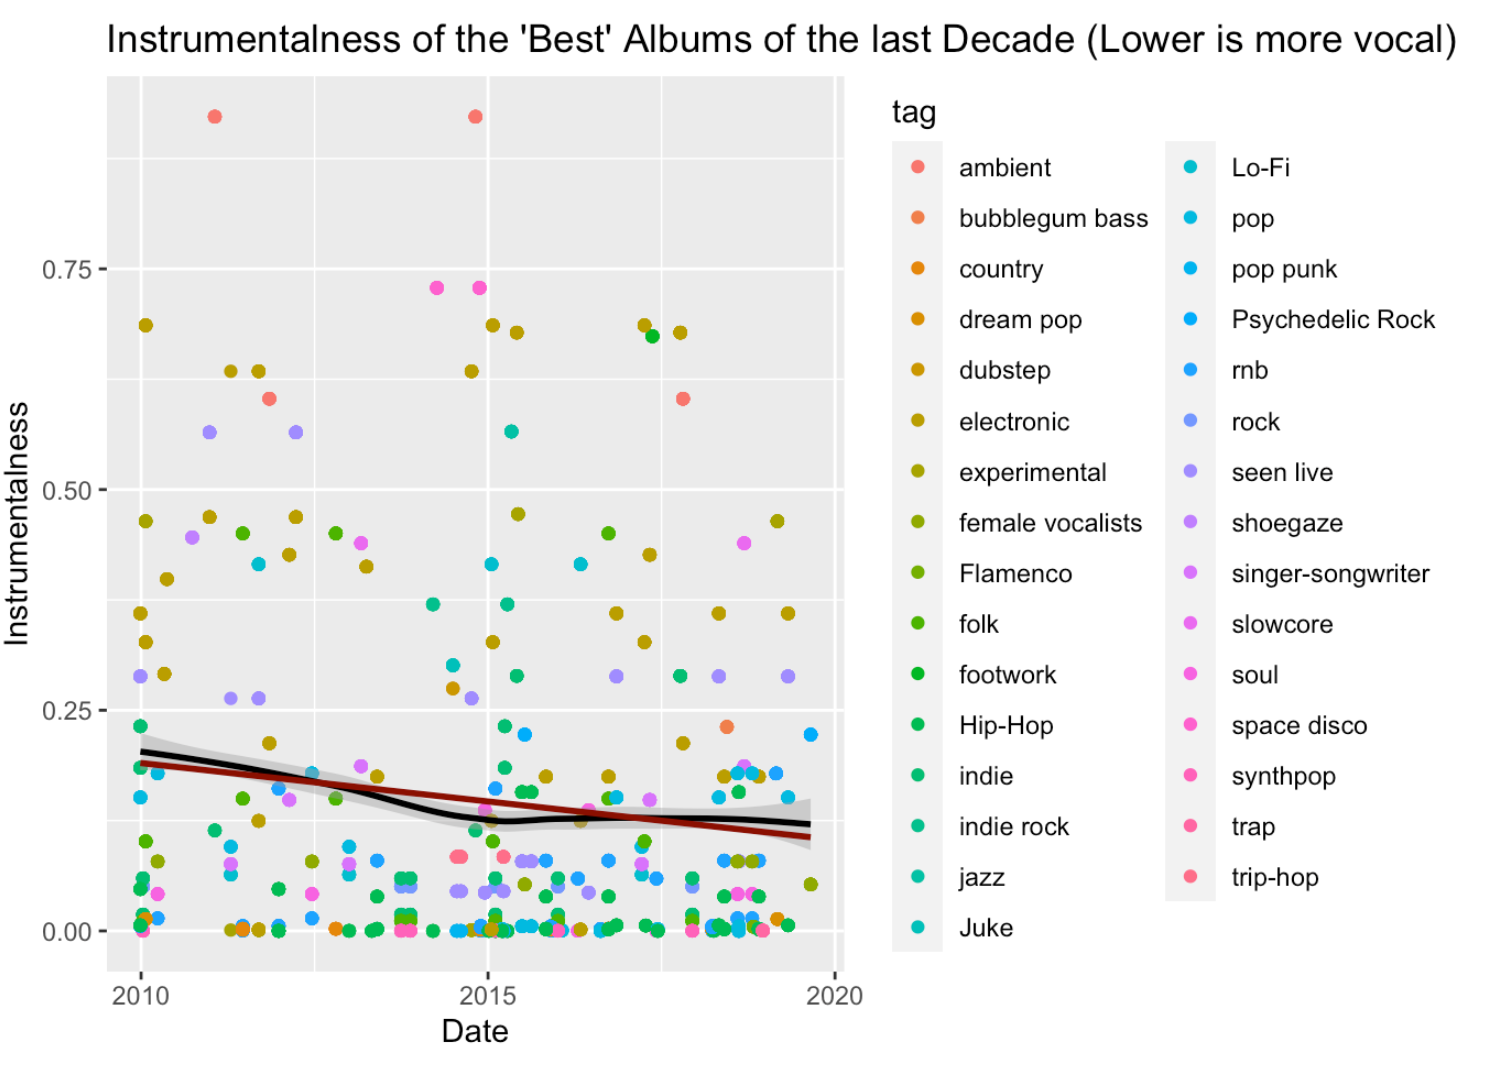 Instrumentalness of the 'Best' Albums of the last Decade (Lower is more vocal)
Instrumentalness
0.75
0.50
0.25
0.00
2010
2015
2020
Date
tag
ambient
bubblegum bass
country
dream pop
dubstep
electronic
experimental
female vocalists
Flamenco
folk
footwork
Hip-Hop
indie
indie rock
jazz
Juke
Lo-Fi
pop
pop punk
Psychedelic Rock
rnb
rock
seen live
shoegaze
singer-songwriter
slowcore
soul
space disco
synthpop
trap
trip-hop